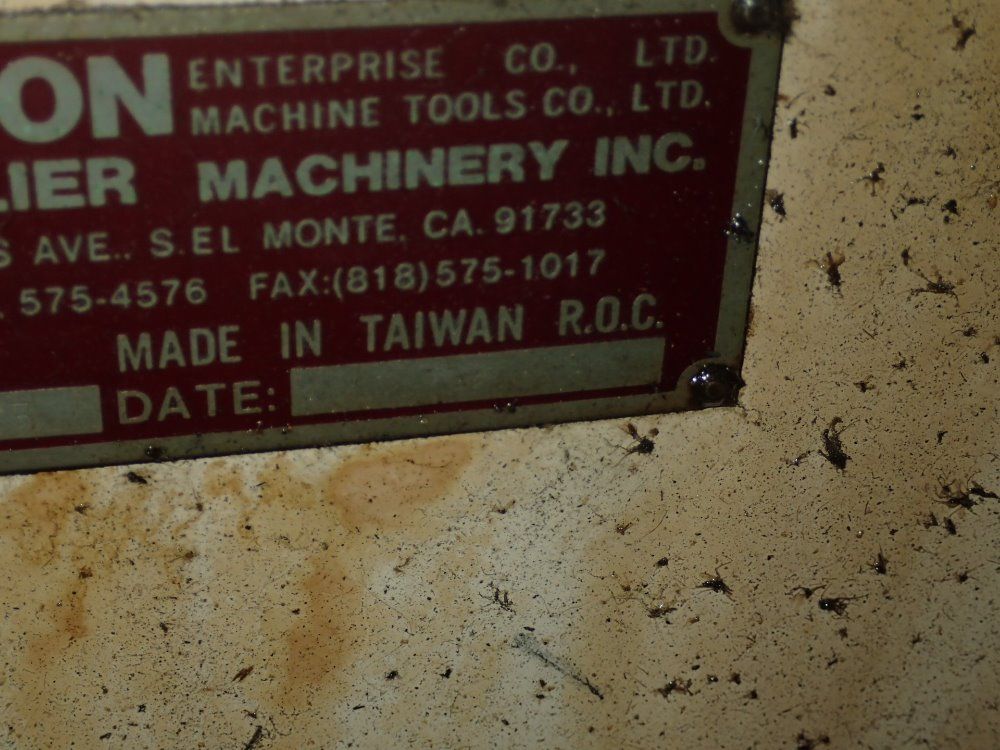 ON ENTERPRISE CO., LTD.
MACHINE TOOLS CO., LTD.
LIER MACHINERY INC.
S AVE., S. EL MONTE, CA. 91733
575-4576 FAX:(818)575-1017
MADE IN TAIWAN R.O.C.
DATE: